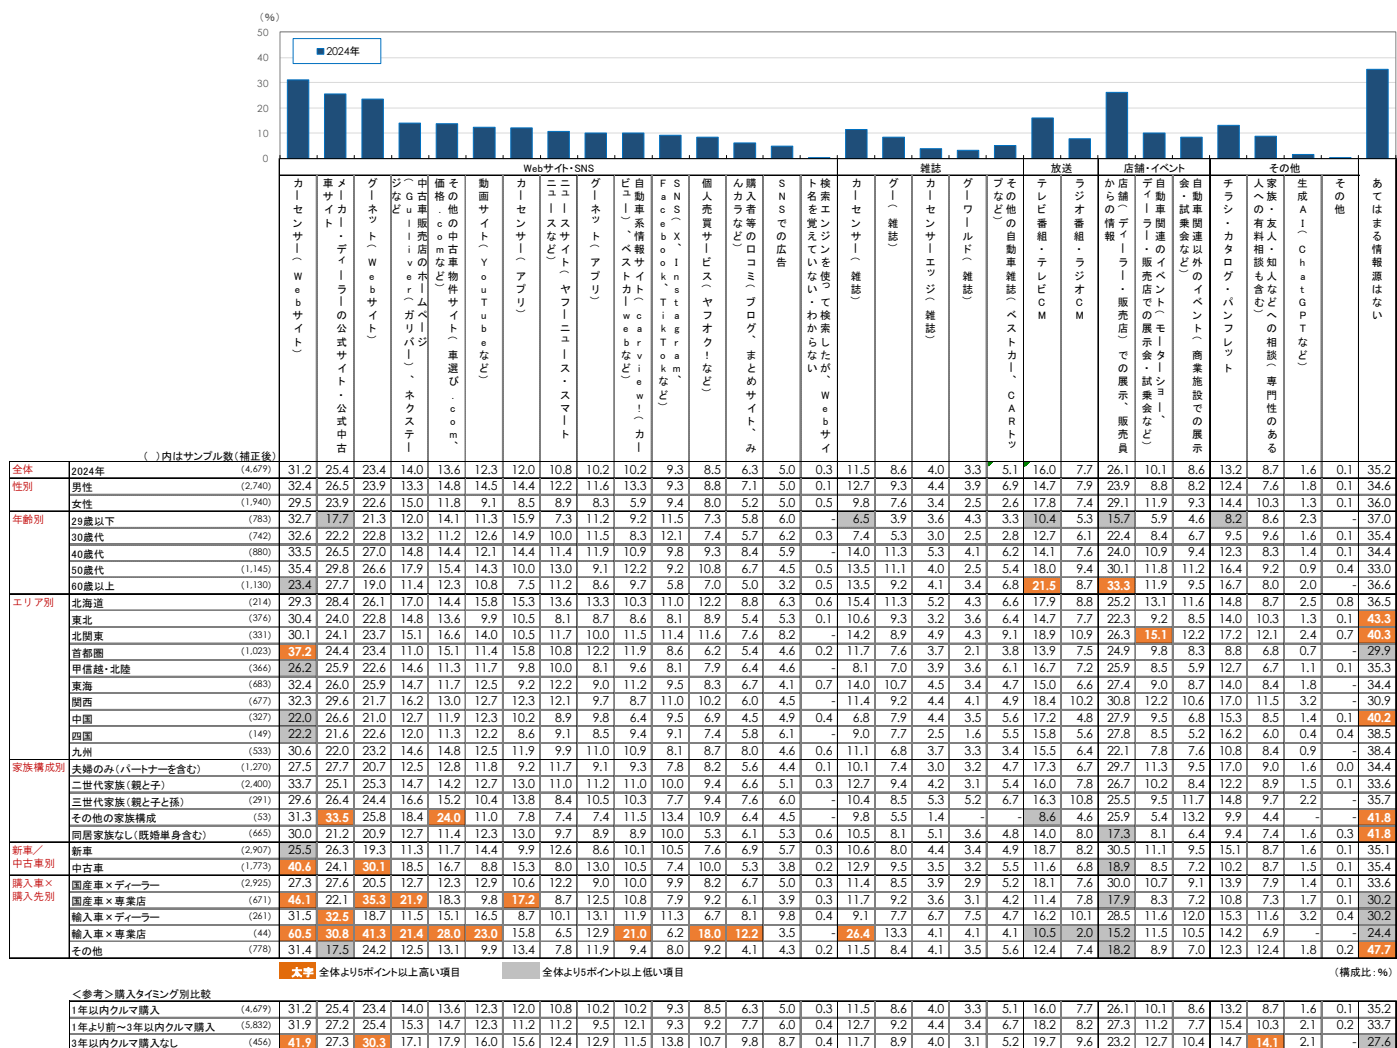 (%)
50
40
30
20
10
0
■2024年
Webサイト・SNS
雑誌
放送
店舗・イベント
その他
カーセンサー(Webサイト)
メーカー・ディーラーの公式サイト・公式中古
車サイト
グーネット(Webサイト)
中古車販売店のホームページ
(Gulliver(ガリバー)、ネクステー
ジなど
その他の中古車物件サイト(車選び.com、
価格.comなど)
動画サイト(YouTubeなど)
カーセンサー(アプリ)
ニュースサイト(ヤフーニュース・スマート
ニュースなど)
グーネット(アプリ)
自動車系情報サイト(carview!(カー
ビュー)、ベストカーwebなど)
SNS(X、Instagram、
Facebook、TikTokなど)
個人売買サービス(ヤフオク!など)
購入者等の口コミ(ブログ、まとめサイト、み
んカラなど)
SNSでの広告
検索エンジンを使って検索したが、Webサイ
ト名を覚えていない・わからない
カーセンサー(雑誌)
グー(雑誌)
カーセンサーエッジ(雑誌)
グーワールド(雑誌)
その他の自動車雑誌(ベストカー、CARトッ
プなど)
テレビ番組・テレビCM
ラジオ番組・ラジオCM
店舗(ディーラー・販売店)での展示、販売員
からの情報
自動車関連のイベント(モーターショー、
ディーラー・販売店での展示会・試乗会など)
自動車関連以外のイベント(商業施設での展示
会・試乗会など)
チラシ・カタログ・パンフレット
家族・友人・知人などへの相談(専門性のある
人への有料相談も含む)
生成AI(ChatGPTなど)
その他
あてはまる情報源はない
( )内はサンプル数(補正後)
全体 2024年 (4,679) 31.2 25.4 23.4 14.0 13.6 12.3 12.0 10.8 10.2 10.2 9.3 8.5 6.3 5.0 0.3 11.5 8.6 4.0 3.3 5.1 16.0 7.7 26.1 10.1 8.6 13.2 8.7 1.6 0.1 35.2
性別 男性 (2,740) 32.4 26.5 23.9 13.3 14.8 14.5 14.4 12.2 11.6 13.3 9.3 8.8 7.1 5.0 0.1 12.7 9.3 4.4 3.9 6.9 14.7 7.9 23.9 8.8 8.2 12.4 7.6 1.8 0.1 34.6
女性 (1,940) 29.5 23.9 22.6 15.0 11.8 9.1 8.5 8.9 8.3 5.9 9.4 8.0 5.2 5.0 0.5 9.8 7.6 3.4 2.5 2.6 17.8 7.4 29.1 11.9 9.3 14.4 10.3 1.3 0.1 36.0
年齢別 29歳以下 (783) 32.7 17.7 21.3 12.0 14.1 11.3 15.9 7.3 11.2 9.2 11.5 7.3 5.8 6.0 - 6.5 3.9 3.6 4.3 3.3 10.4 5.3 15.7 5.9 4.6 8.2 8.6 2.3 - 37.0
30歳代 (742) 32.6 22.2 22.8 13.2 11.2 12.6 14.9 10.0 11.5 8.3 12.1 7.4 5.7 6.2 0.3 7.4 5.3 3.0 2.5 2.8 12.7 6.1 22.4 8.4 6.7 9.5 9.6 1.6 0.1 35.4
40歳代 (880) 33.5 26.5 27.0 14.8 14.4 12.1 14.4 11.4 11.9 10.9 9.8 9.3 8.4 5.9 - 14.0 11.3 5.3 4.1 6.2 14.1 7.6 24.0 10.9 9.4 12.3 8.3 1.4 0.1 34.4
50歳代 (1,145) 35.4 29.8 26.6 17.9 15.4 14.3 10.0 13.0 9.1 12.2 9.2 10.8 6.7 4.5 0.5 13.5 11.1 4.0 2.5 5.4 18.0 9.4 30.1 11.8 11.2 16.4 9.2 0.9 0.4 33.0
60歳以上 (1,130) 23.4 27.7 19.0 11.4 12.3 10.8 7.5 11.2 8.6 9.7 5.8 7.0 5.0 3.2 0.5 13.5 9.2 4.1 3.4 6.8 21.5 8.2 33.3 11.9 9.5 16.7 8.0 2.0 - 36.6
エリア別 北海道 (214) 29.3 28.4 26.1 17.0 14.4 15.8 15.3 13.6 13.3 10.3 11.0 12.2 8.8 6.3 0.6 15.4 11.3 5.2 4.3 6.6 17.9 8.8 25.2 13.1 11.6 14.8 8.7 2.5 0.8 36.5
東北 (376) 30.4 24.0 22.8 14.8 13.6 9.9 10.5 8.1 8.7 8.6 8.1 8.9 5.4 5.3 0.1 10.6 9.3 3.2 3.6 6.4 14.7 7.7 22.3 9.2 8.5 14.0 10.3 1.3 0.1 43.3
北関東 (331) 30.1 24.1 23.7 15.1 16.6 14.0 10.5 11.7 10.0 11.5 11.4 11.6 7.6 8.2 - 14.2 8.9 4.9 4.3 9.1 18.9 10.9 26.3 15.1 12.2 17.2 12.1 2.4 0.7 40.3
首都圏 (1,023) 37.2 24.4 23.4 11.0 15.1 11.4 15.8 10.8 12.2 11.9 8.6 6.2 5.4 4.6 0.2 11.7 7.6 3.7 2.1 3.8 13.9 7.5 24.9 9.8 8.3 8.8 6.8 0.7 - 29.9
甲信越・北陸 (366) 26.2 25.9 22.6 14.6 11.3 11.7 9.8 10.0 8.1 9.6 8.1 7.9 6.4 4.6 - 8.1 7.0 3.9 3.6 6.1 16.7 7.2 25.9 8.5 5.9 12.7 6.7 1.1 0.1 35.3
東海 (683) 32.4 26.0 25.9 14.7 11.7 12.5 9.2 12.2 9.0 11.2 9.5 8.3 6.7 4.1 0.7 14.0 10.7 4.5 3.4 4.7 15.0 6.6 27.4 9.0 8.7 14.0 8.4 1.8 - 34.4
関西 (677) 32.3 29.6 21.7 16.2 13.0 12.7 12.3 12.1 9.7 8.7 11.0 10.2 6.0 4.5 - 11.4 9.2 4.4 4.1 4.9 18.4 10.2 30.8 12.2 10.6 17.0 11.5 3.2 - 30.9
中国 (327) 22.0 26.6 21.0 12.7 11.9 12.3 10.2 8.9 9.8 6.4 9.5 6.9 4.5 4.9 0.4 6.8 7.9 4.4 3.5 5.6 17.2 4.8 27.9 9.5 6.8 15.3 8.5 1.4 0.1 40.2
四国 (149) 22.2 21.6 22.6 12.0 11.3 12.2 8.6 9.1 8.5 9.4 9.1 7.4 5.8 6.1 - 9.0 7.7 2.5 1.6 5.5 15.8 5.6 27.8 8.5 5.2 16.2 6.0 0.4 0.4 38.5
九州 (533) 30.6 22.0 23.2 14.6 14.8 12.5 11.9 9.9 11.0 10.9 8.1 8.7 8.0 4.6 0.6 11.1 6.8 3.7 3.3 3.4 15.5 6.4 22.1 7.8 7.6 10.8 8.4 0.9 - 38.4
家族構成別 夫婦のみ(パートナーを含む) (1,270) 27.5 27.7 20.7 12.5 12.8 11.8 9.2 11.7 9.1 9.3 7.8 8.2 5.6 4.4 0.1 10.1 7.4 3.0 3.2 4.7 17.3 6.7 29.7 11.3 9.5 17.0 9.0 1.6 0.0 34.4
二世代家族(親と子) (2,400) 33.7 25.1 25.3 14.7 14.2 12.7 13.0 11.0 11.2 11.0 10.0 9.4 6.6 5.1 0.3 12.7 9.4 4.2 3.1 5.4 16.0 7.8 26.7 10.2 8.4 12.2 8.9 1.5 0.1 33.6
三世代家族(親と子と孫) (291) 29.6 26.4 24.4 16.6 15.2 10.4 13.8 8.4 10.5 10.3 7.7 9.4 7.6 6.0 - 10.4 8.5 5.3 5.2 6.7 16.3 10.8 25.5 9.5 11.7 14.8 9.7 2.2 - 35.7
その他の家族構成 (53) 31.3 33.5 25.8 18.4 24.0 11.0 7.8 7.4 7.4 11.5 13.4 10.9 6.4 4.5 - 9.8 5.5 1.4 - - 8.6 4.6 25.9 5.4 13.2 9.9 4.4 - - 41.8
同居家族なし(既婚単身含む) (665) 30.0 21.2 20.9 12.7 11.4 12.3 13.0 9.7 8.9 8.9 10.0 5.3 6.1 5.3 0.6 10.5 8.1 5.1 3.6 4.8 14.0 8.0 17.3 8.1 6.4 9.4 7.4 1.6 0.3 41.8
新車/
中古車別 新車 (2,907) 25.5 26.3 19.3 11.3 11.7 14.4 9.9 12.6 8.6 10.1 10.5 7.6 6.9 5.7 0.3 10.6 8.0 4.4 3.4 4.9 18.7 8.2 30.5 11.1 9.5 15.1 8.7 1.6 0.1 35.1
中古車 (1,773) 40.6 24.1 30.1 18.5 16.7 8.8 15.3 8.0 13.0 10.5 7.4 10.0 5.3 3.8 0.2 12.9 9.5 3.5 3.2 5.5 11.6 6.8 18.9 8.5 7.2 10.2 8.7 1.5 0.1 35.4
購入車×
購入先別 国産車×ディーラー (2,925) 27.3 27.6 20.5 12.7 12.3 12.9 10.6 12.2 9.0 10.0 9.9 8.2 6.7 5.0 0.3 11.4 8.5 3.9 2.9 5.2 18.1 7.6 30.0 10.7 9.1 13.9 7.9 1.4 0.1 33.6
国産車×専業店 (671) 46.1 22.1 35.3 21.9 18.3 9.8 17.2 8.7 12.5 10.8 7.9 9.2 6.1 3.9 0.3 11.7 9.2 3.6 3.1 4.2 11.4 7.8 17.9 8.3 7.2 10.8 7.3 1.7 0.1 30.2
輸入車×ディーラー (261) 31.5 32.5 18.7 11.5 15.1 16.5 8.7 10.1 13.1 11.9 11.3 6.7 8.1 9.8 0.4 9.1 7.7 6.7 7.5 4.7 16.2 10.1 28.5 11.6 12.0 15.3 11.6 3.2 0.4 30.2
輸入車×専業店 (44) 60.5 30.8 41.3 21.4 28.0 23.0 15.8 6.5 12.9 21.0 6.2 18.0 12.2 3.5 - 26.4 13.3 4.1 4.1 4.1 10.5 2.0 15.2 11.5 10.5 14.2 6.9 - - 24.4
その他 (778) 31.4 17.5 24.2 12.5 13.1 9.9 13.4 7.8 11.9 9.4 8.0 9.2 4.1 4.3 0.2 11.5 8.4 4.1 3.5 5.6 12.4 7.4 18.2 8.9 7.0 12.3 12.4 1.8 0.2 47.7
太字 全体より5ポイント以上高い項目 全体より5ポイント以上低い項目 (構成比:%)
<参考>購入タイミング別比較
1年以内クルマ購入 (4,679) 31.2 25.4 23.4 14.0 13.6 12.3 12.0 10.8 10.2 10.2 9.3 8.5 6.3 5.0 0.3 11.5 8.6 4.0 3.3 5.1 16.0 7.7 26.1 10.1 8.6 13.2 8.7 1.6 0.1 35.2
1年より前～3年以内クルマ購入 (5,832) 31.9 27.2 25.4 15.3 14.7 12.3 11.2 11.2 9.5 12.1 9.3 9.2 7.7 6.0 0.4 12.7 9.2 4.4 3.4 6.7 18.2 8.2 27.3 11.2 7.7 15.4 10.3 2.1 0.2 33.7
3年以内クルマ購入なし (456) 41.9 27.3 30.3 17.1 17.9 16.0 15.6 12.4 12.9 11.5 13.8 10.7 9.8 8.7 0.4 11.7 8.9 4.0 3.1 5.2 19.7 9.6 23.2 12.7 10.4 14.7 14.1 2.1 - 27.6